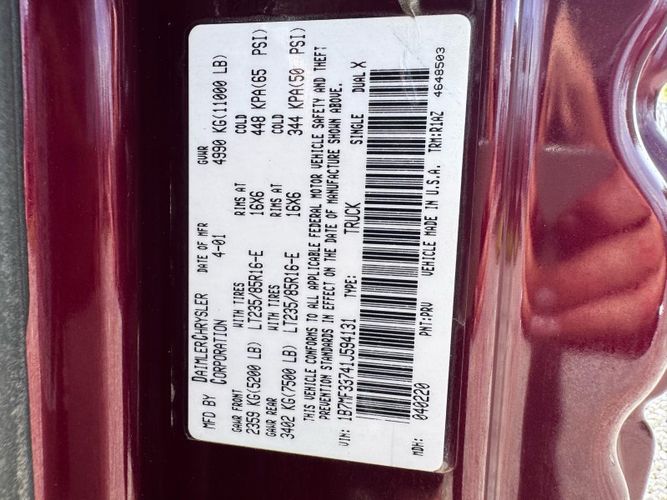 MFD BY DAIMLERCHRYSLER CORPORATION DATE OF MFR 4-01 GVWR 4990 KG(11000 LB)
GAWR FRONT WITH TIRES RIMS AT COLD
2359 KG(5200 LB) LT235/85R16-E 16X6 448 KPA(65 PSI)
GAWR REAR WITH TIRES RIMS AT COLD
3402 KG(7500 LB) LT235/85R16-E 16X6 344 KPA(50 PSI)
THIS VEHICLE CONFORMS TO ALL APPLICABLE FEDERAL MOTOR VEHICLE SAFETY AND THEFT
PREVENTION STANDARDS IN EFFECT ON THE DATE OF MANUFACTURE SHOWN ABOVE.
VIN: 1B7MF33741J594131 TYPE: TRUCK SINGLE DUAL X
MDH: 040220 PNT:PRV VEHICLE MADE IN U.S.A. TRM:R1AZ
4648503